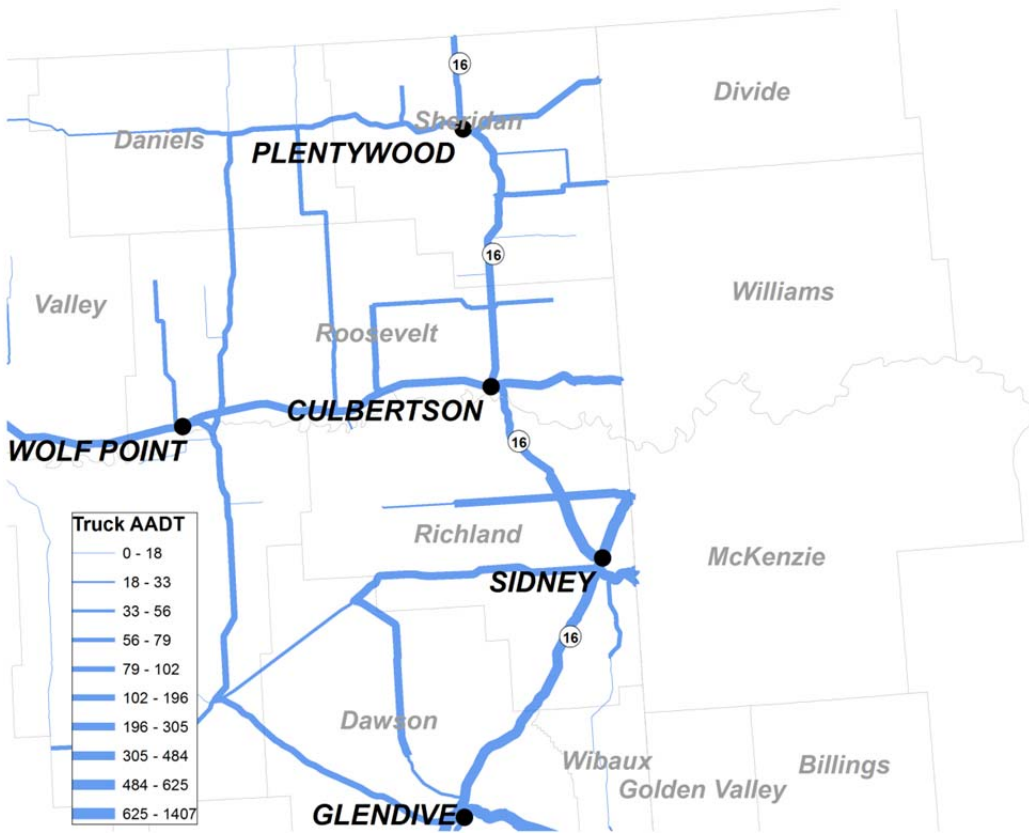 16
Divide
Sheridan
Daniels
PLENTYWOOD
16
Valley
Williams
Roosevelt
CULBERTSON
WOLF POINT
16
Truck AADT
0 - 18
18 - 33
33 - 56
56 - 79
79 - 102
102 - 196
196 - 305
305 - 484
484 - 625
625 - 1407
Richland
McKenzie
SIDNEY
16
Dawson
Wibaux
Billings
Golden Valley
GLENDIVE